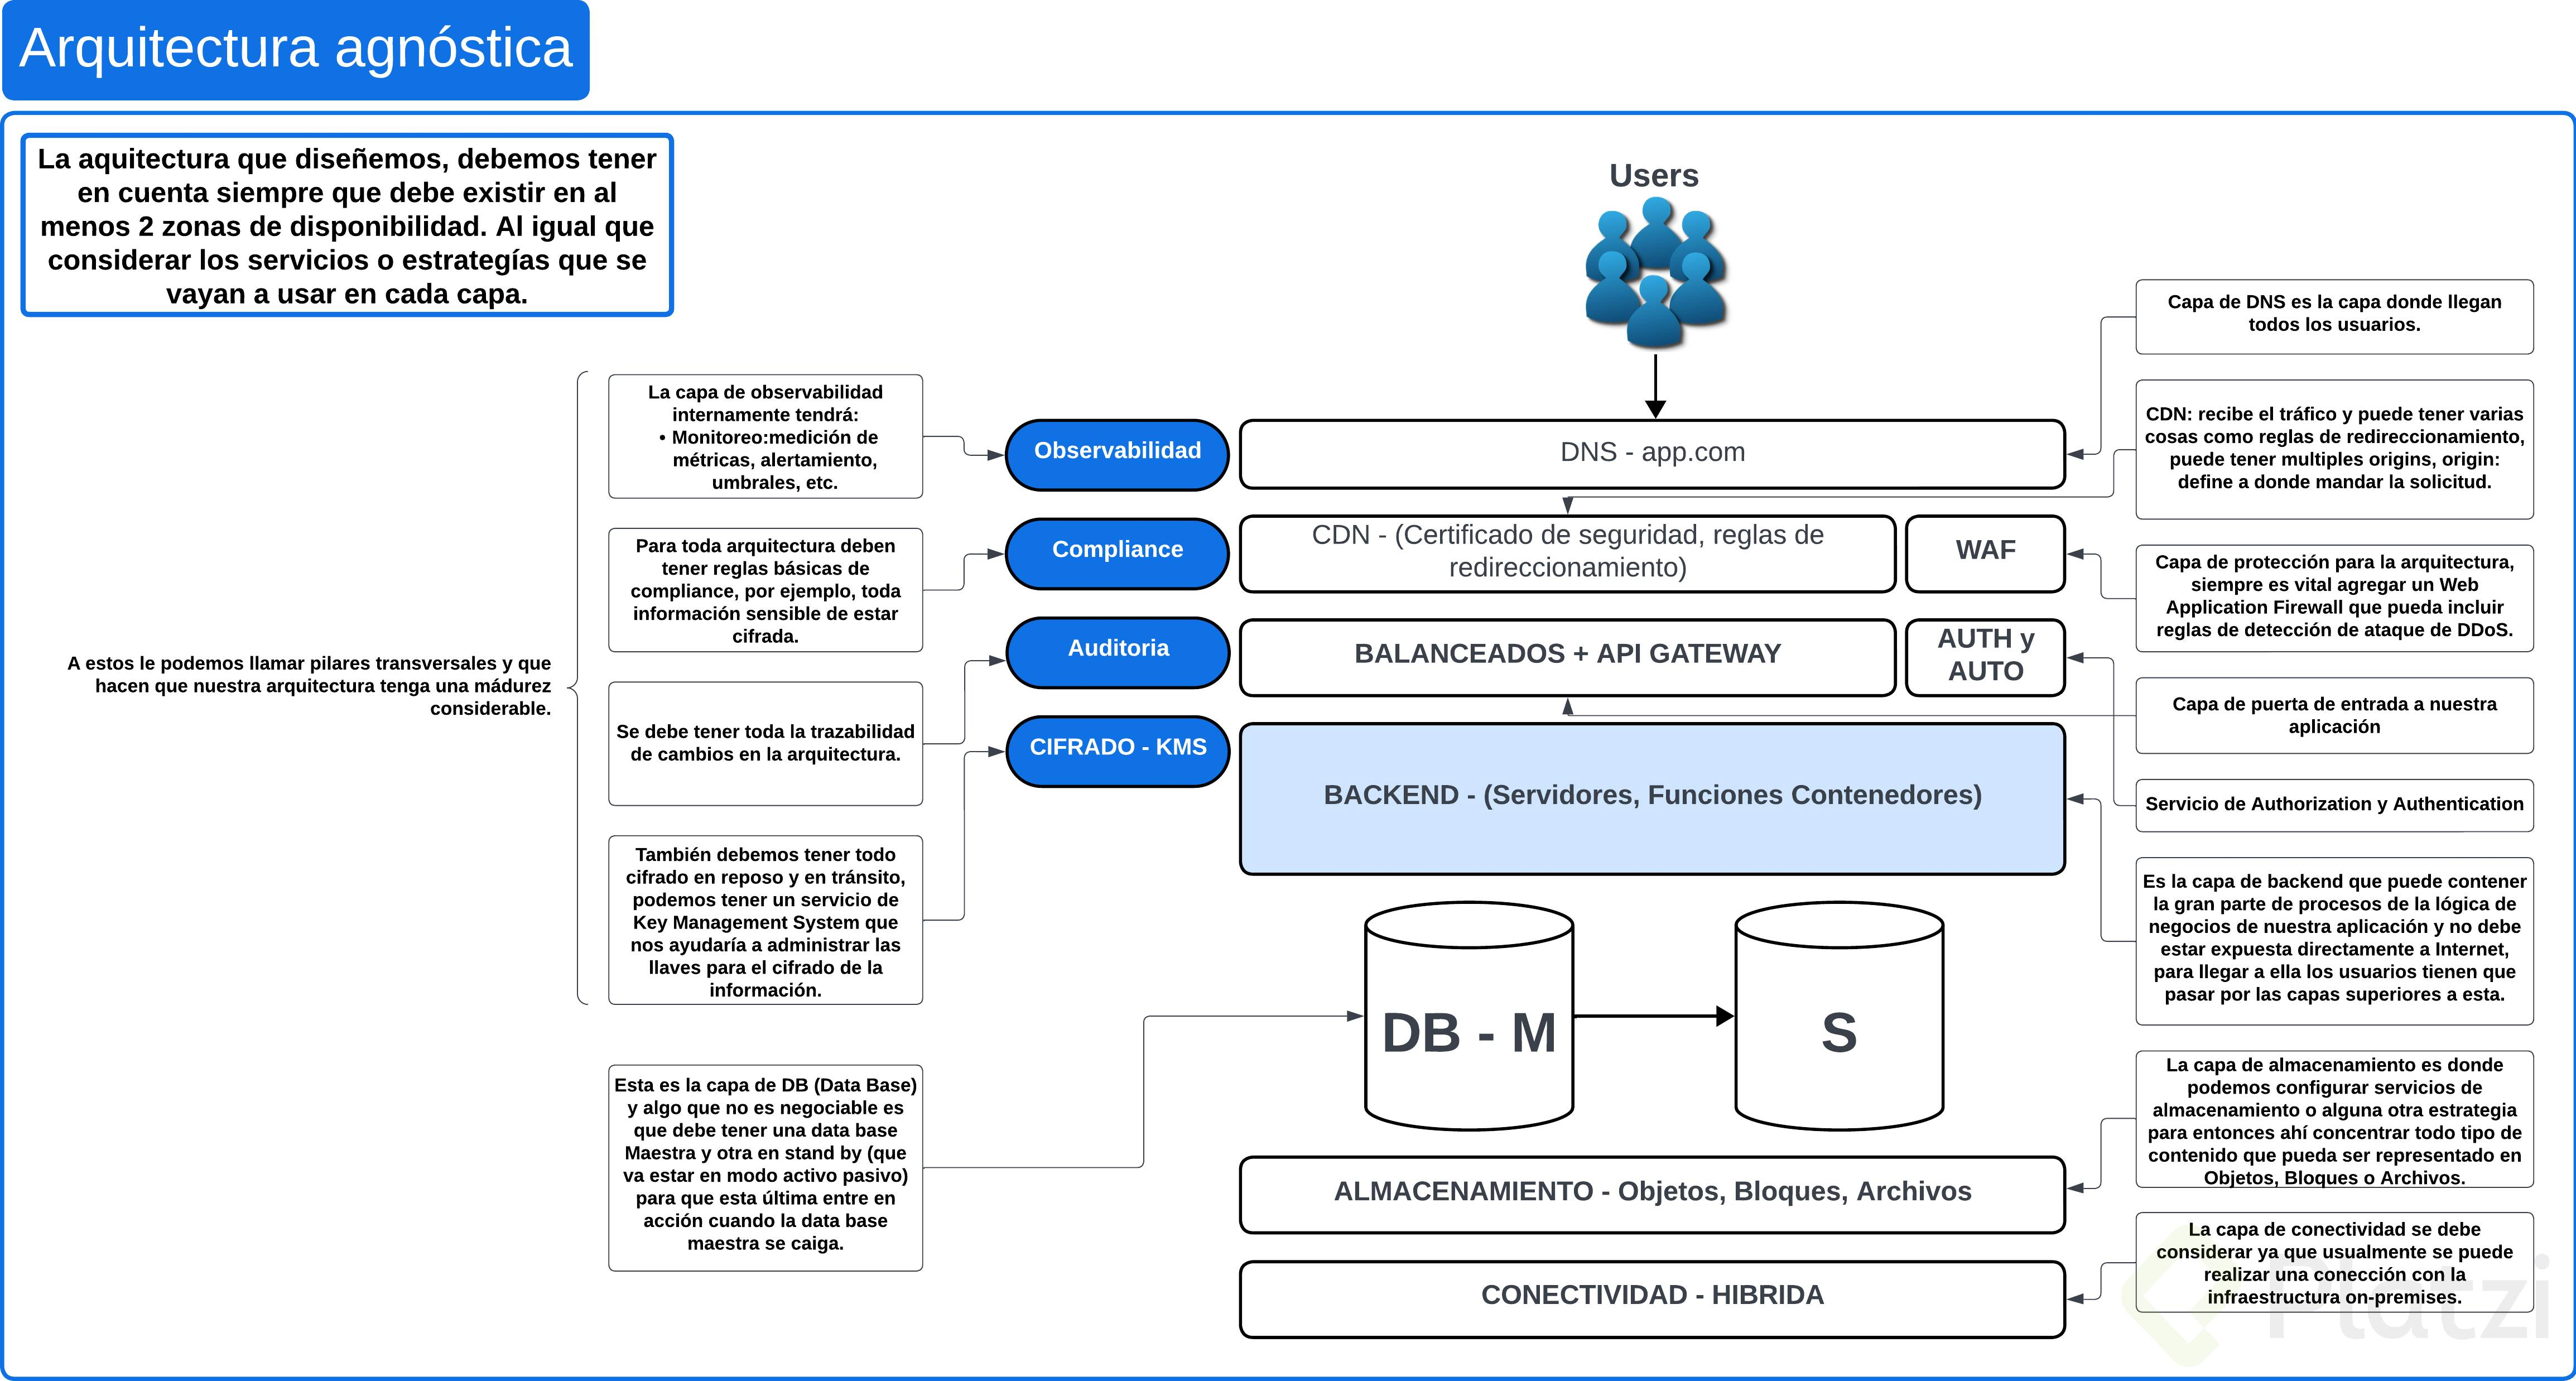 Arquitectura agnóstica
La aquitectura que diseñemos, debemos tener
en cuenta siempre que debe existir en al
menos 2 zonas de disponibilidad. Al igual que
considerar los servicios o estrategías que se
vayan a usar en cada capa.
Users
A estos le podemos llamar pilares transversales y que
hacen que nuestra arquitectura tenga una mádurez
considerable.
La capa de observabilidad
internamente tendrá:
• Monitoreo:medición de
métricas, alertamiento,
umbrales, etc.
Para toda arquitectura deben
tener reglas básicas de
compliance, por ejemplo, toda
información sensible de estar
cifrada.
Se debe tener toda la trazabilidad
de cambios en la arquitectura.
También debemos tener todo
cifrado en reposo y en tránsito,
podemos tener un servicio de
Key Management System que
nos ayudaría a administrar las
llaves para el cifrado de la
información.
Esta es la capa de DB (Data Base)
y algo que no es negociable es
que debe tener una data base
Maestra y otra en stand by (que
va estar en modo activo pasivo)
para que esta última entre en
acción cuando la data base
maestra se caiga.
Observabilidad
Compliance
Auditoria
CIFRADO - KMS
DNS - app.com
CDN - (Certificado de seguridad, reglas de
redireccionamiento)
WAF
BALANCEADOS + API GATEWAY
AUTH y
AUTO
BACKEND - (Servidores, Funciones Contenedores)
DB - M
S
ALMACENAMIENTO - Objetos, Bloques, Archivos
CONECTIVIDAD - HIBRIDA
Capa de DNS es la capa donde llegan
todos los usuarios.
CDN: recibe el tráfico y puede tener varias
cosas como reglas de redireccionamiento,
puede tener multiples origins, origin:
define a donde mandar la solicitud.
Capa de protección para la arquitectura,
siempre es vital agregar un Web
Application Firewall que pueda incluir
reglas de detección de ataque de DDoS.
Capa de puerta de entrada a nuestra
aplicación
Servicio de Authorization y Authentication
Es la capa de backend que puede contener
la gran parte de procesos de la lógica de
negocios de nuestra aplicación y no debe
estar expuesta directamente a Internet,
para llegar a ella los usuarios tienen que
pasar por las capas superiores a esta.
La capa de almacenamiento es donde
podemos configurar servicios de
almacenamiento o alguna otra estrategia
para entonces ahí concentrar todo tipo de
contenido que pueda ser representado en
Objetos, Bloques o Archivos.
La capa de conectividad se debe
considerar ya que usualmente se puede
realizar una conección con la
infraestructura on-premises.
Platzi